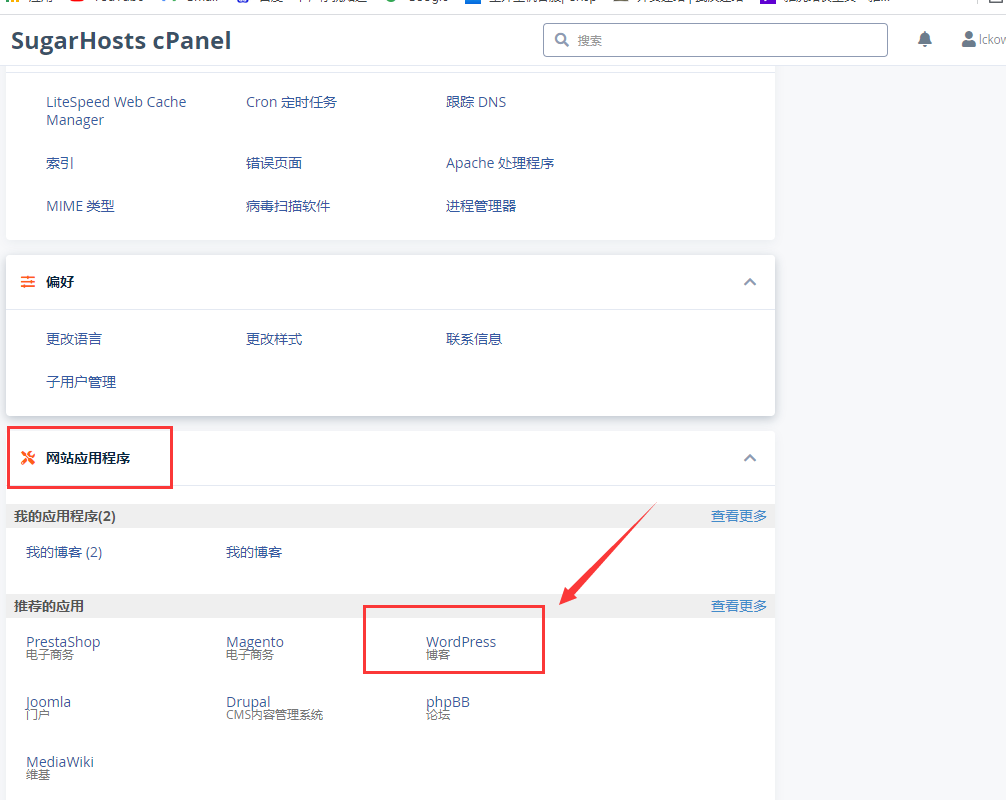 SugarHosts cPanel
搜索
LiteSpeed Web Cache
Manager
Cron 定时任务
跟踪 DNS
索引
错误页面
Apache 处理程序
MIME 类型
病毒扫描软件
进程管理器
偏好
更改语言
更改样式
联系信息
子用户管理
网站应用程序
我的应用程序(2)
查看更多
我的博客 (2)
我的博客
推荐的应用
查看更多
PrestaShop
电子商务
Magento
电子商务
WordPress
博客
Joomla
门户
Drupal
CMS内容管理系统
phpBB
论坛
MediaWiki
维基